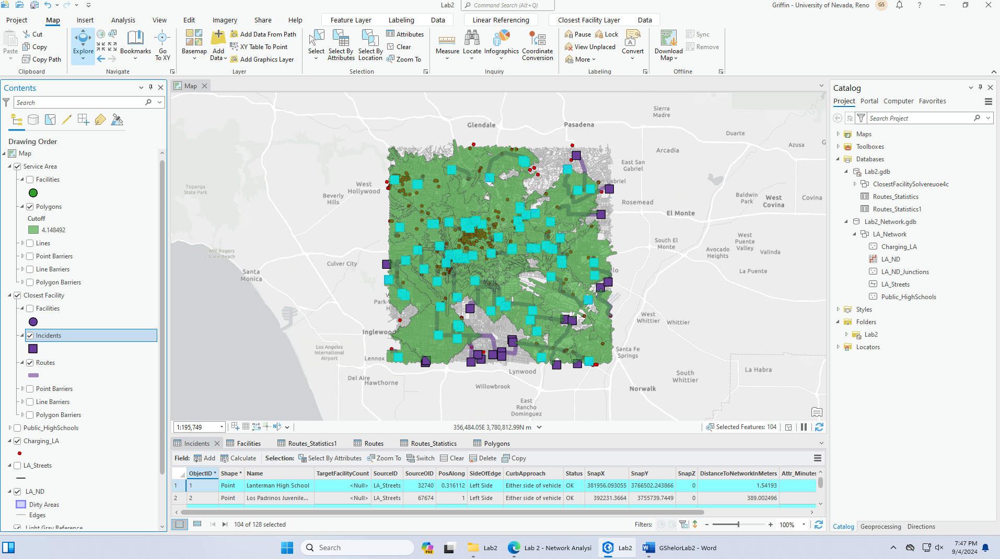 Lab2
Command Search (Alt+Q)
Griffin - University of Nevada, Reno
GS
?
Project
Map
Insert
Analysis
View
Edit
Imagery
Share
Help
Feature Layer
Labeling
Data
Linear Referencing
Closest Facility Layer
Data
Paste
Cut
Copy
Copy Path
Clipboard
Explore
Bookmarks
Go To XY
Navigate
Basemap
Add Data
Add Data From Path
XY Table To Point
Add Graphics Layer
Layer
Select
Select By Attributes
Select By Location
Attributes
Clear
Zoom To
Selection
Measure
Locate
Infographics
Coordinate Conversion
Inquiry
Pause
Lock
View Unplaced
More
Convert
Labeling
Download Map
Sync
Remove
Offline
Contents
Search
Drawing Order
Map
Service Area
Facilities
Polygons
Cutoff
4.148492
Lines
Point Barriers
Line Barriers
Polygon Barriers
Closest Facility
Facilities
Incidents
Routes
Point Barriers
Line Barriers
Polygon Barriers
Public_HighSchools
Charging_LA
LA_Streets
LA_ND
Dirty Areas
Edges
Light Gray Reference
Map
Sierra Madre
Glendale
Pasadena
Duarte
Azusa
Arcadia
East San Gabriel
Topanga State Park
West Hollywood
Beverly Hills
Rosemead
Baldwin Park
West Covina
Covina
El Monte
West Puente Valley
South El Monte
Avocado Heights
Valinda
Will Rogers State Beach
Culver City
Santa Monica
La Puente
West Whittier
Whittier
Inglewood
Los Angeles International Airport
Lennox
Santa Fe Springs
Del Aire
Hawthorne
Lynwood
La Habra
South Whittier
Willowbrook
Norwalk
East Rancho Dominguez
1:195,749
356,484.05E 3,780,812.99N m
Selected Features: 104
Incidents
Facilities
Routes_Statistics1
Routes
Routes_Statistics
Polygons
Field:
Add
Calculate
Selection:
Select By Attributes
Zoom To
Switch
Clear
Delete
Copy
ObjectID * Shape * Name TargetFacilityCount SourceID SourceOID PosAlong SideOfEdge CurbApproach Status SnapX SnapY SnapZ DistanceToNetworkInMeters Attr_Minutes
1 1 Point Lanterman High School <Null> LA_Streets 32740 0.316112 Left Side Either side of vehicle OK 381956.093055 3766502.243866 0 1.54193
2 2 Point Los Padrinos Juvenile... <Null> LA_Streets 67674 1 Left Side Either side of vehicle OK 392231.3664 3755739.7449 0 389.002496
104 of 128 selected
Filters:
100%
Catalog
Project
Portal
Computer
Favorites
Search Project
Maps
Toolboxes
Databases
Lab2.gdb
ClosestFacilitySolvereuoe4c
Routes_Statistics
Routes_Statistics1
Lab2_Network.gdb
LA_Network
Charging_LA
LA_ND
LA_ND_Junctions
LA_Streets
Public_HighSchools
Styles
Folders
Lab2
Locators
Catalog
Geoprocessing
Directions
Search
PRE
Lab2
Lab 2 - Network Analysi
Lab2
GShelorLab2 - Word
7:47 PM
9/4/2024